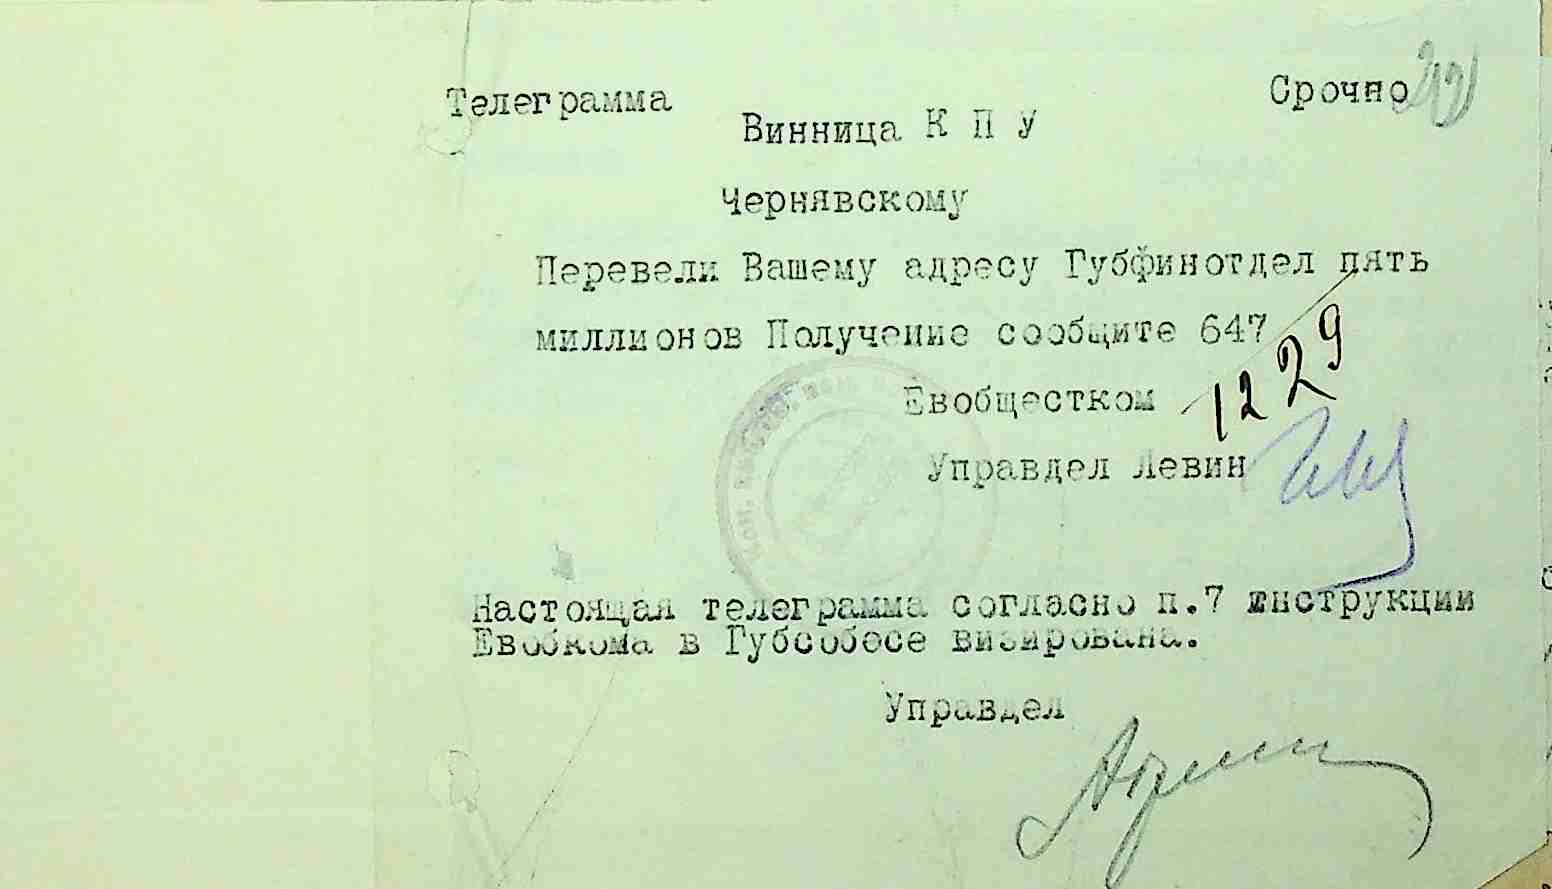 Телеграмма Срочно
Винница К П У
Чернявскому
Перевели Вашему адресу Губфинотдел пять
миллионов Получение сообщите 647
Евобщестком 1229
Управдел Левин
Настоящая телеграмма согласно п.7 инструкции
Евобкома в Губсобесе визирована.
Управдел